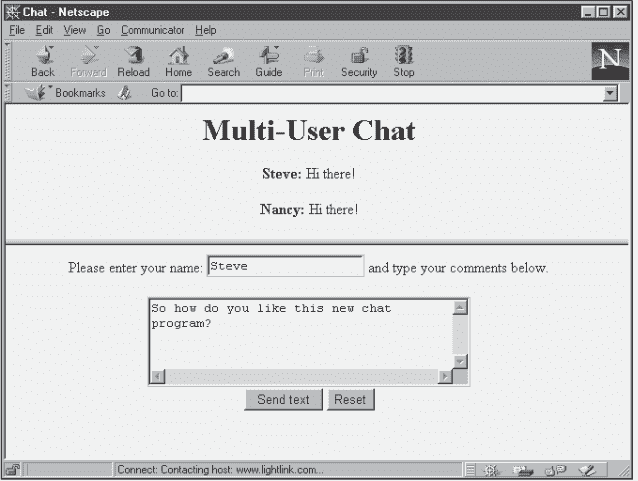 Chat - Netscape
File Edit View Go Communicator Help
Back Forward Reload Home Search Guide Print Security Stop
N
Bookmarks Go to:
Multi-User Chat
Steve: Hi there!
Nancy: Hi there!
Please enter your name: Steve and type your comments below.
So how do you like this new chat
program?
Send text Reset
Connect: Contacting host: www.lightlink.com...